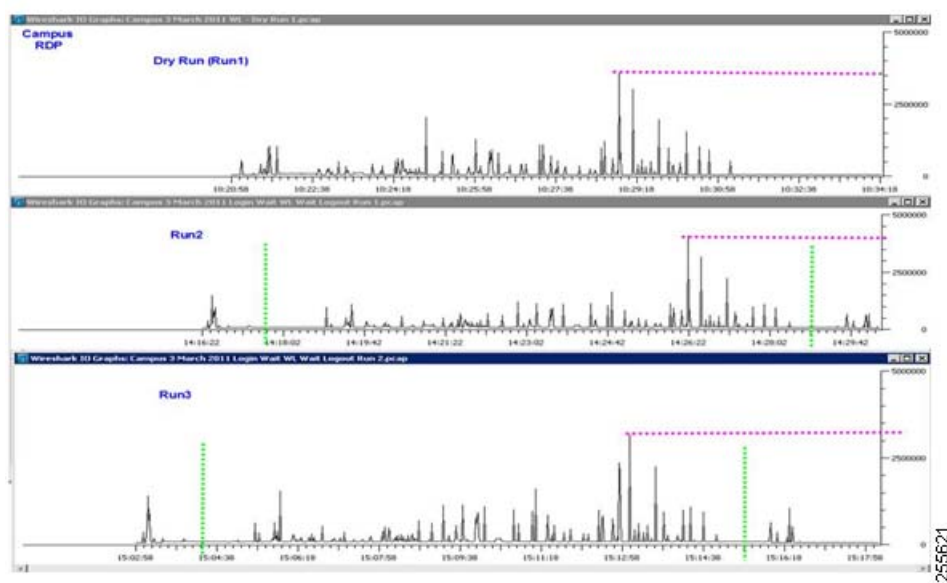 Wireshark IO Graphs: Campus 3 March 2011 WL - Dry Run 1.pcap
Campus
RDP
Dry Run (Run1)
5000000
2500000
0
10:20:58 10:22:38 10:24:18 10:25:58 10:27:38 10:29:18 10:30:58 10:32:38 10:34:18
Wireshark IO Graphs: Campus 3 March 2011 Login Wait WL Wait Logout Run 1.pcap
Run2
5000000
2500000
0
14:16:22 14:18:02 14:19:42 14:21:22 14:23:02 14:24:42 14:26:22 14:28:02 14:29:42
Wireshark IO Graphs: Campus 3 March 2011 Login Wait WL Wait Logout Run 2.pcap
Run3
5000000
2500000
0
15:02:58 15:04:38 15:06:18 15:07:58 15:09:38 15:11:18 15:12:58 15:14:38 15:16:18 15:17:58
255621